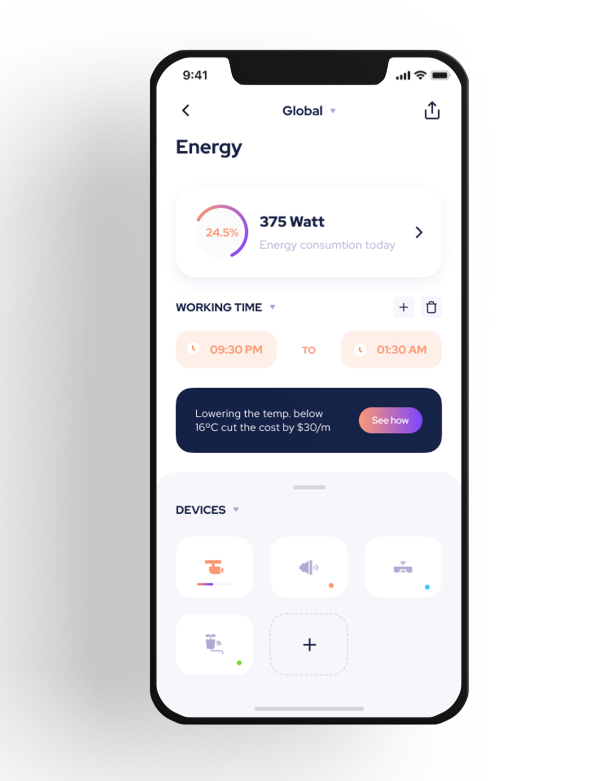 9:41
Global
Energy
24.5%
375 Watt
Energy consumtion today
WORKING TIME
09:30 PM TO 01:30 AM
Lowering the temp. below
16ºC cut the cost by $30/m
See how
DEVICES